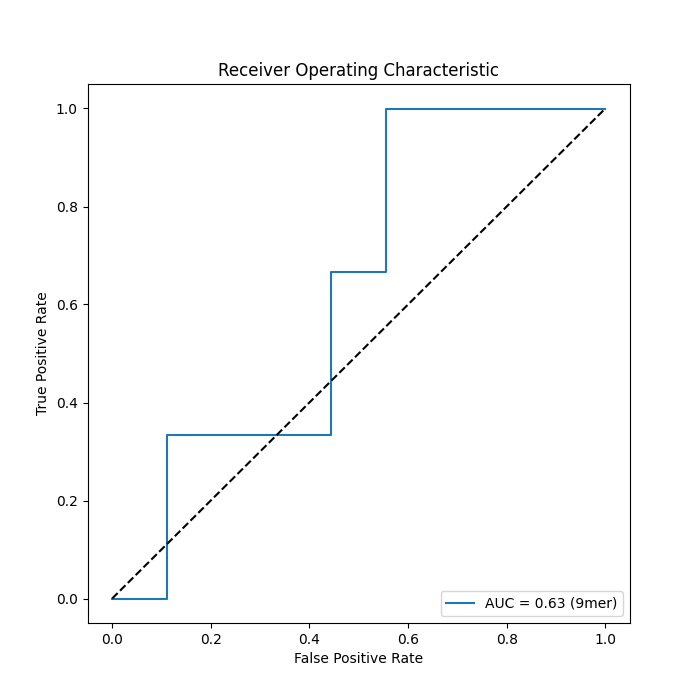 Receiver Operating Characteristic
True Positive Rate
1.0
0.8
0.6
0.4
0.2
0.0
AUC = 0.63 (9mer)
0.0 0.2 0.4 0.6 0.8 1.0
False Positive Rate